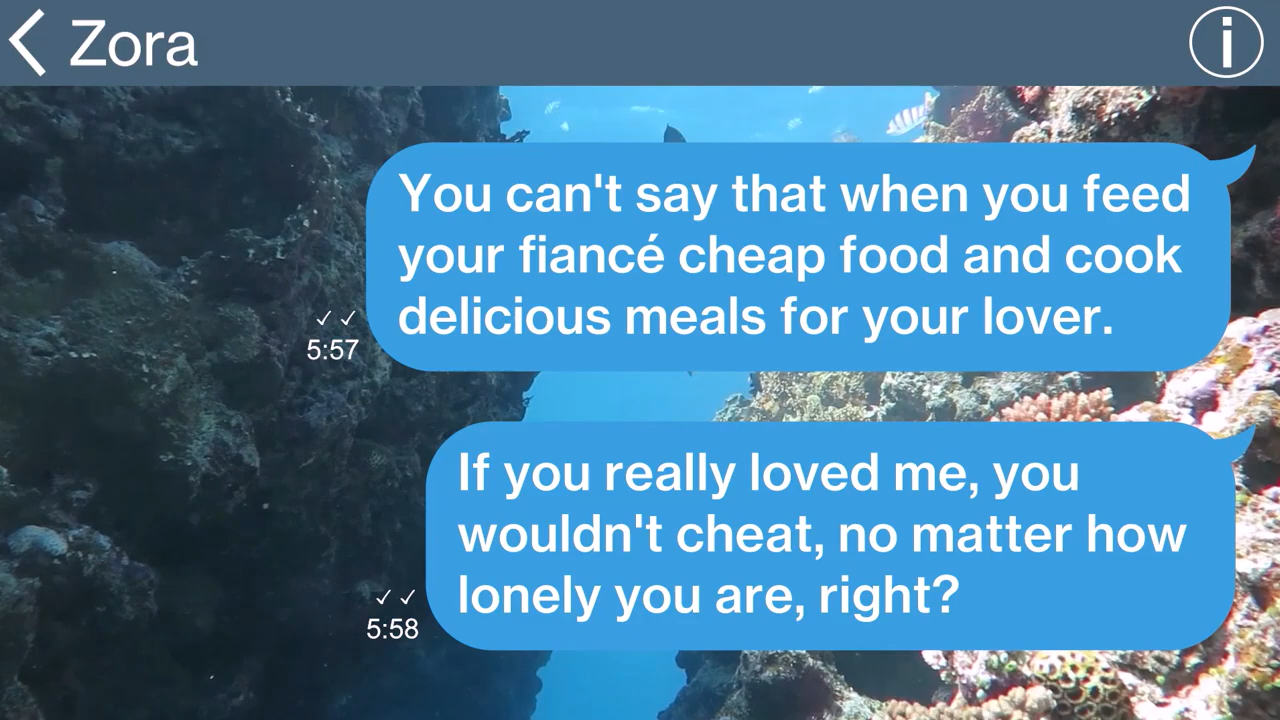 Zora
You can't say that when you feed
your fiancé cheap food and cook
delicious meals for your lover.
✓✓
5:57
If you really loved me, you
wouldn't cheat, no matter how
lonely you are, right?
✓✓
5:58